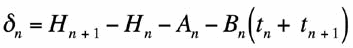 δₙ = Hₙ ₊ ₁ − Hₙ − Aₙ − Bₙ(tₙ + tₙ ₊ ₁)